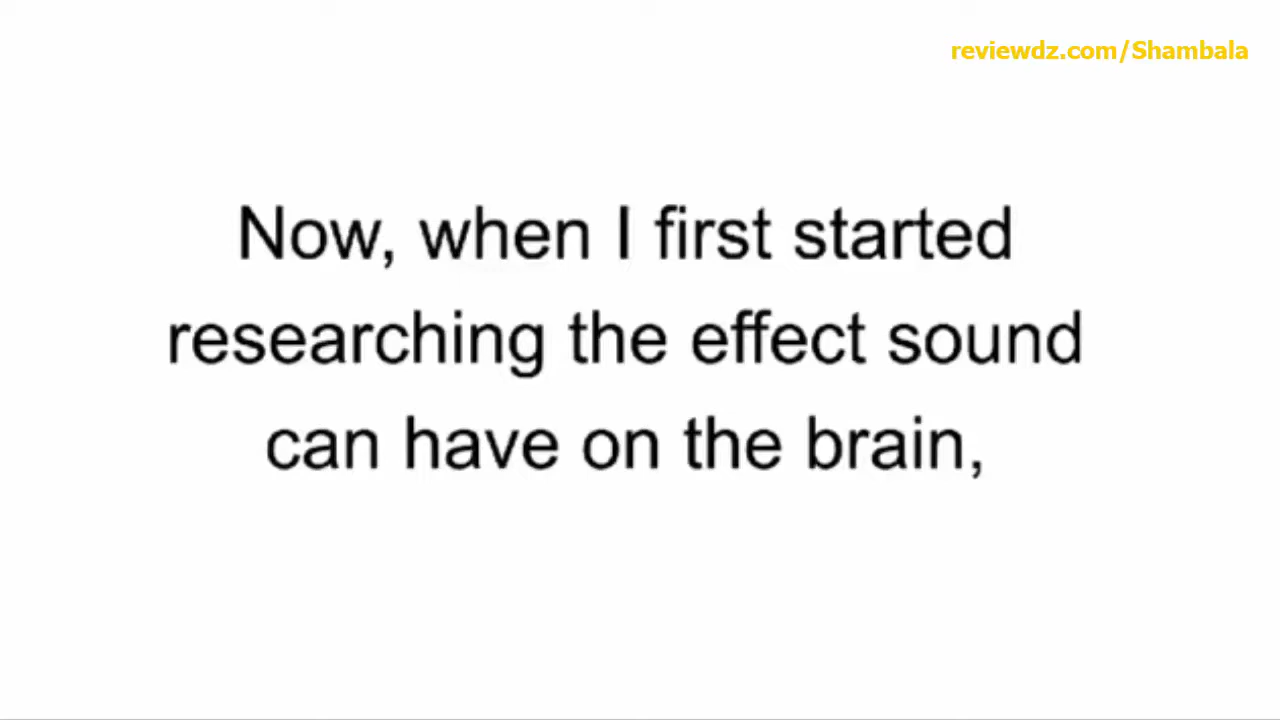 reviewdz.com/Shambala
Now, when I first started
researching the effect sound
can have on the brain,